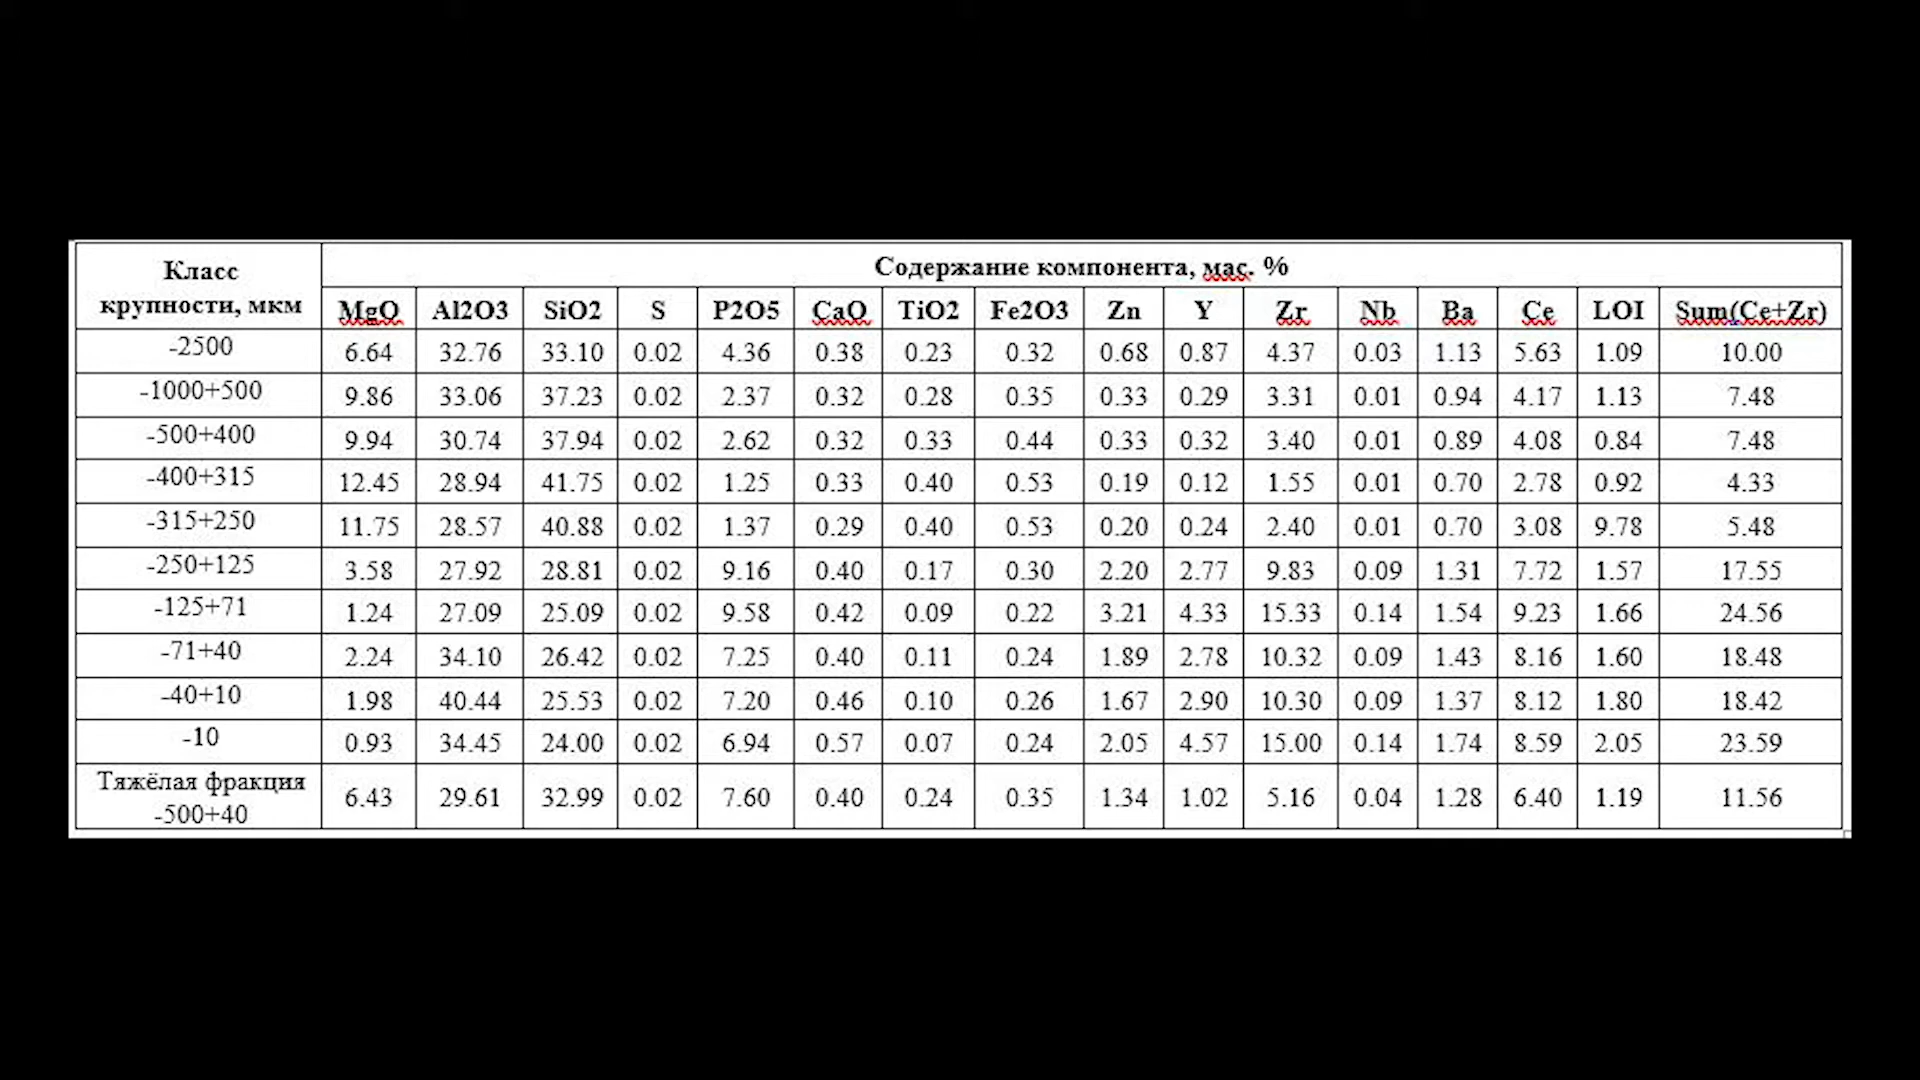 Класс крупности, мкм Содержание компонента, мас. %
MgO Al2O3 SiO2 S P2O5 CaO TiO2 Fe2O3 Zn Y Zr Nb Ba Ce LOI Sum(Ce+Zr)
-2500 6.64 32.76 33.10 0.02 4.36 0.38 0.23 0.32 0.68 0.87 4.37 0.03 1.13 5.63 1.09 10.00
-1000+500 9.86 33.06 37.23 0.02 2.37 0.32 0.28 0.35 0.33 0.29 3.31 0.01 0.94 4.17 1.13 7.48
-500+400 9.94 30.74 37.94 0.02 2.62 0.32 0.33 0.44 0.33 0.32 3.40 0.01 0.89 4.08 0.84 7.48
-400+315 12.45 28.94 41.75 0.02 1.25 0.33 0.40 0.53 0.19 0.12 1.55 0.01 0.70 2.78 0.92 4.33
-315+250 11.75 28.57 40.88 0.02 1.37 0.29 0.40 0.53 0.20 0.24 2.40 0.01 0.70 3.08 9.78 5.48
-250+125 3.58 27.92 28.81 0.02 9.16 0.40 0.17 0.30 2.20 2.77 9.83 0.09 1.31 7.72 1.57 17.55
-125+71 1.24 27.09 25.09 0.02 9.58 0.42 0.09 0.22 3.21 4.33 15.33 0.14 1.54 9.23 1.66 24.56
-71+40 2.24 34.10 26.42 0.02 7.25 0.40 0.11 0.24 1.89 2.78 10.32 0.09 1.43 8.16 1.60 18.48
-40+10 1.98 40.44 25.53 0.02 7.20 0.46 0.10 0.26 1.67 2.90 10.30 0.09 1.37 8.12 1.80 18.42
-10 0.93 34.45 24.00 0.02 6.94 0.57 0.07 0.24 2.05 4.57 15.00 0.14 1.74 8.59 2.05 23.59
Тяжёлая фракция -500+40 6.43 29.61 32.99 0.02 7.60 0.40 0.24 0.35 1.34 1.02 5.16 0.04 1.28 6.40 1.19 11.56